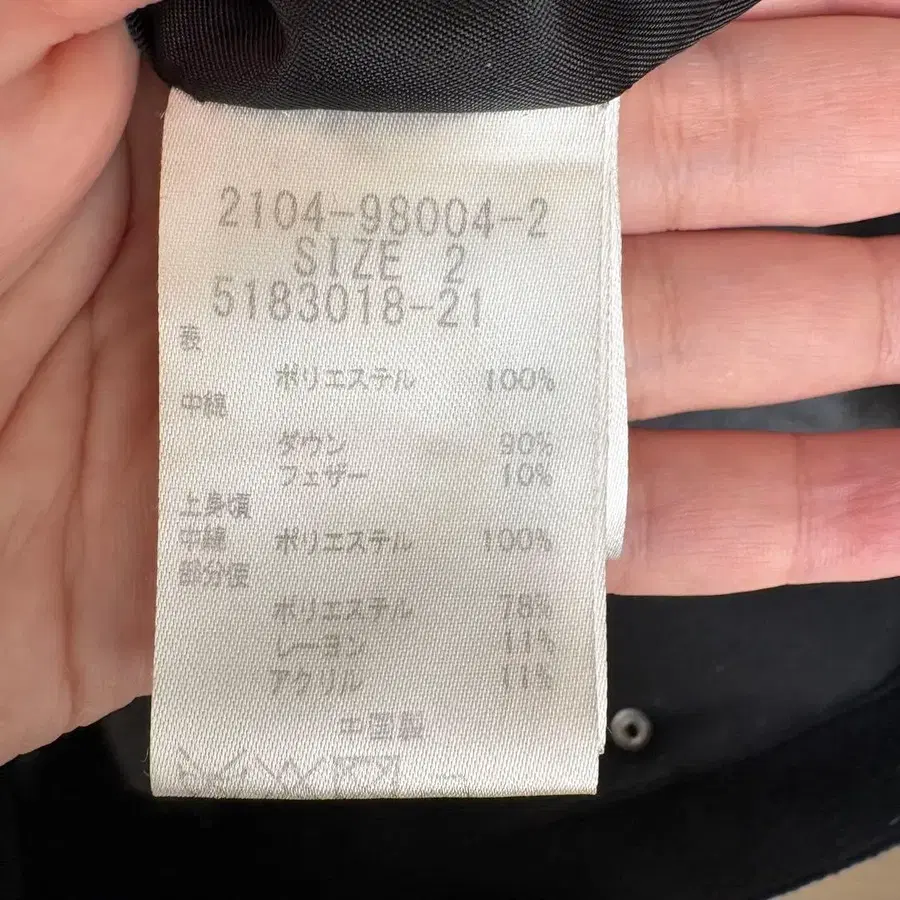 2104-98004-2
SIZE 2
5183018-21
表
ポリエステル 100%
中綿
ダウン 90%
フェザー 10%
上身頃
中綿 ポリエステル 100%
部分使
ポリエステル 78%
レーヨン 11%
アクリル 11%
中国製